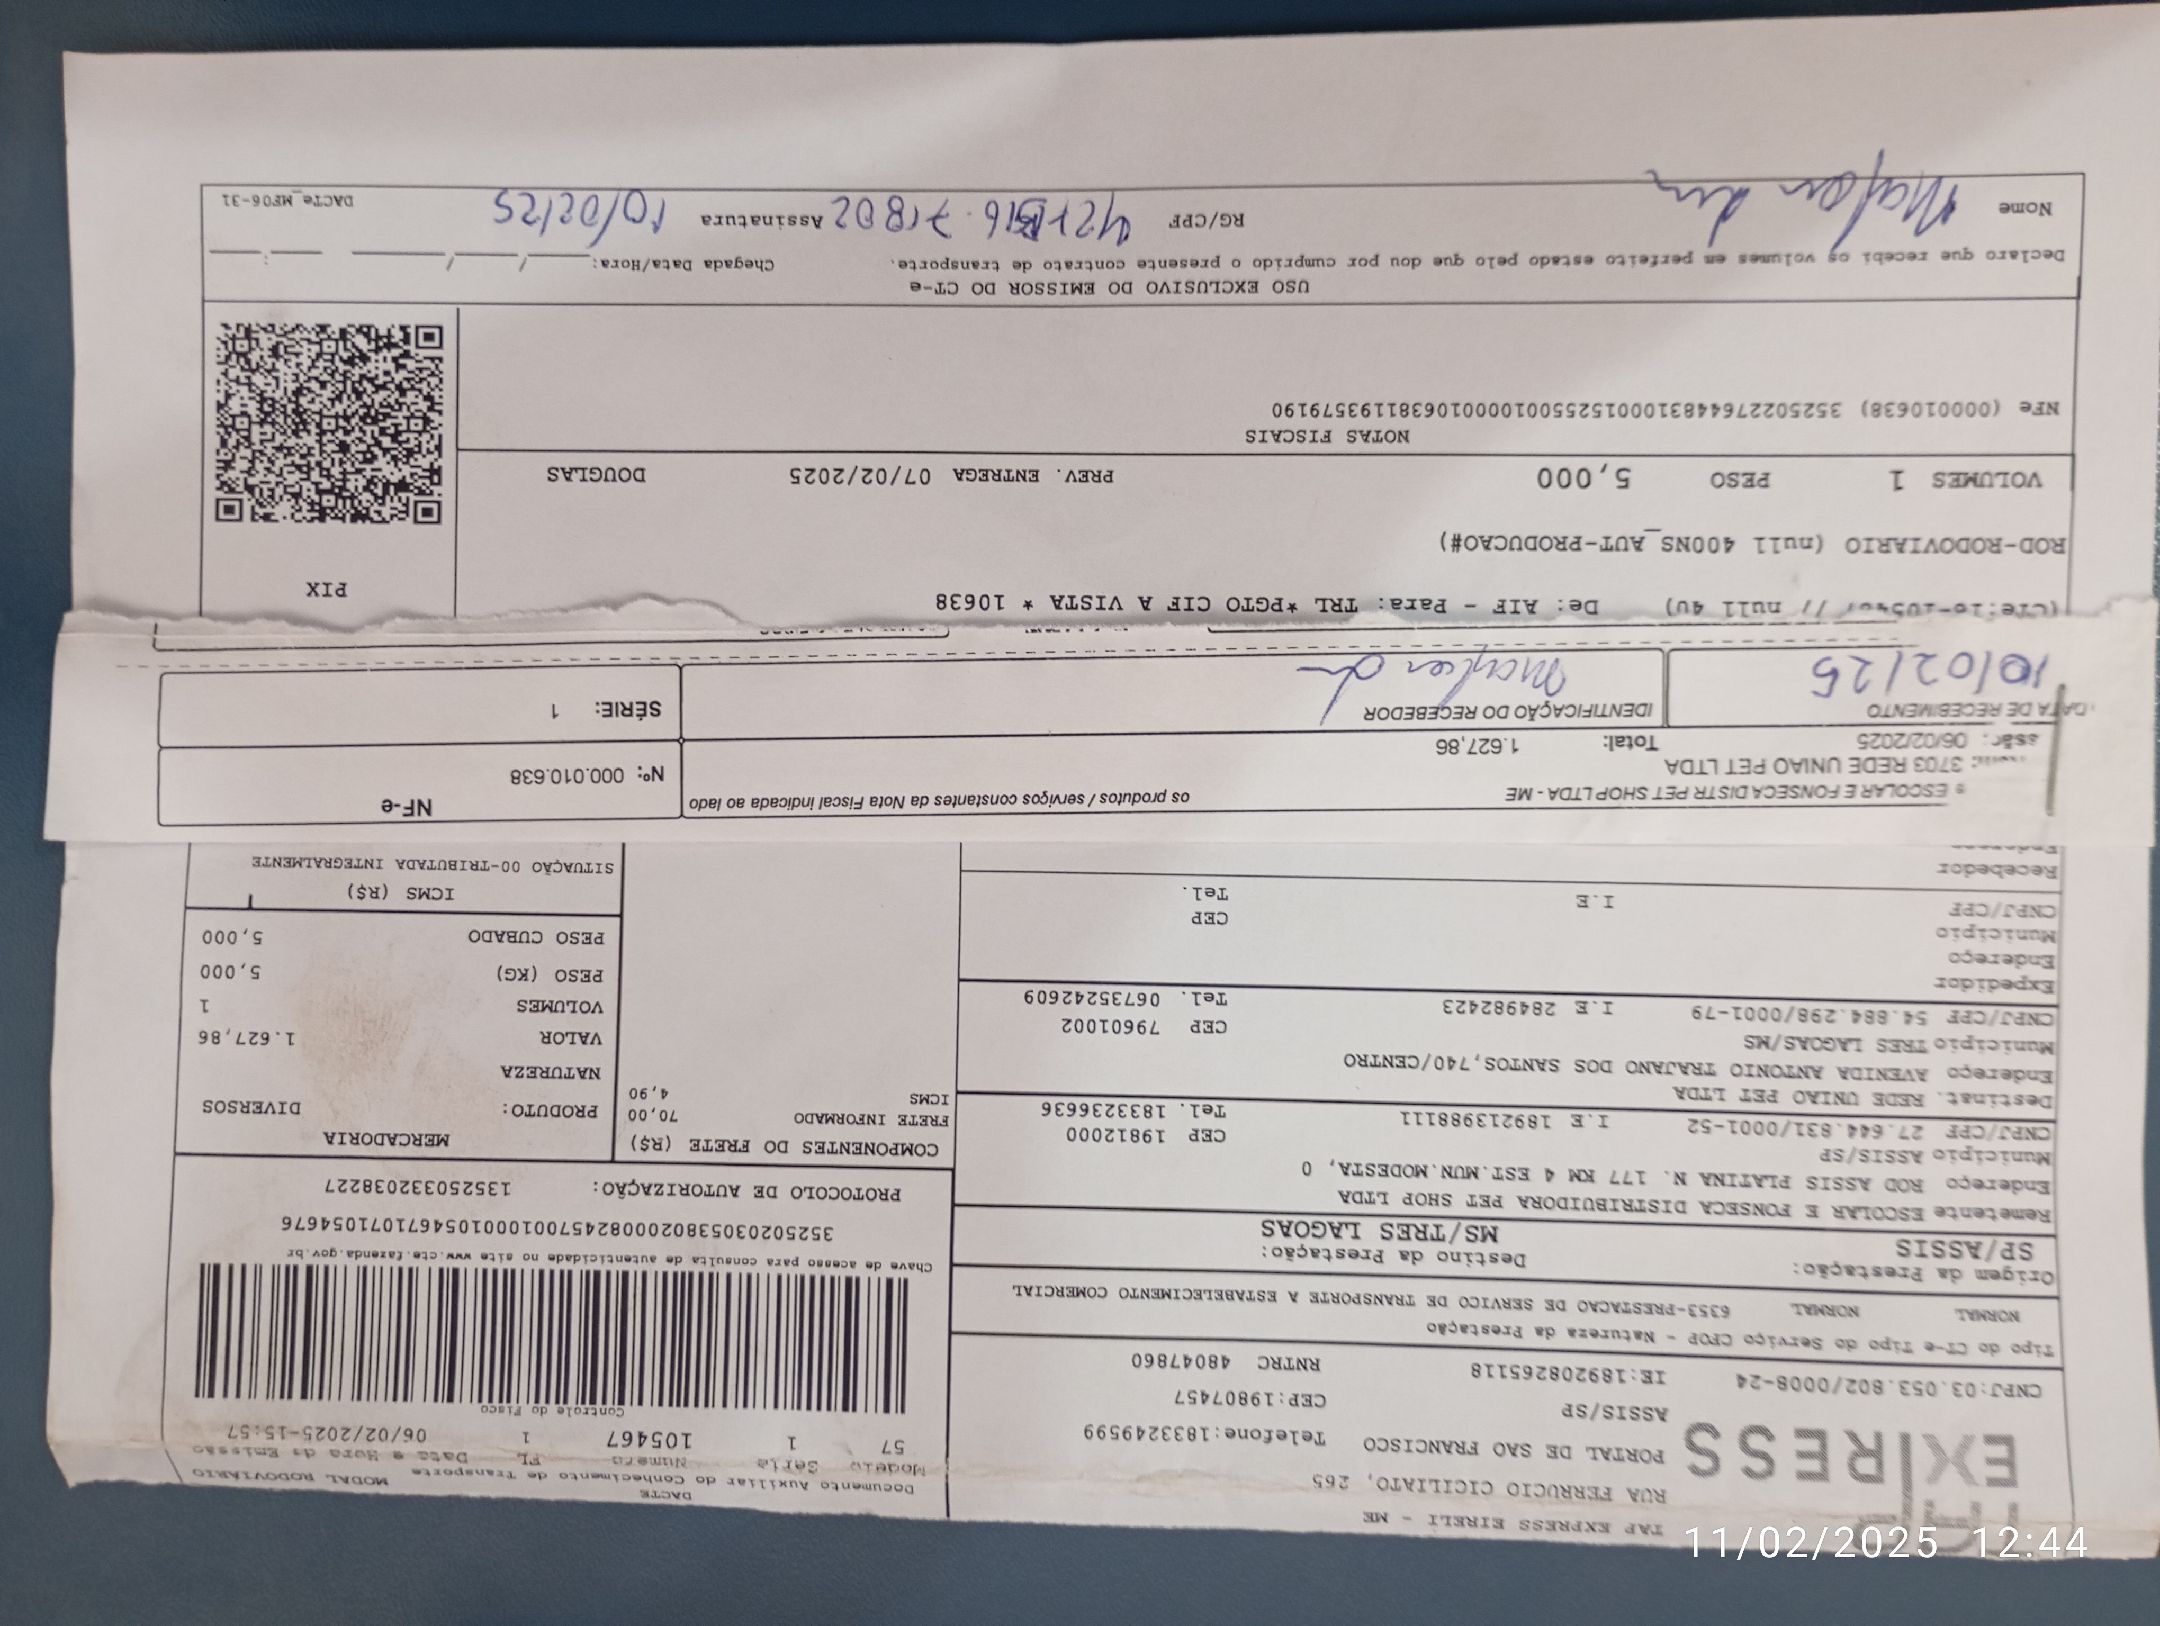 TAF EXPRESS EIRELI - ME
RUA FERRUCIO CICILIATO, 265
EXPRESS
PORTAL DE SAO FRANCISCO Telefone:1833249599
ASSIS/SP CEP:19807457
CNPJ:03.053.802/0008-24 IE:189208265118 RNTRC 48047860
DACTE
Documento Auxiliar do Conhecimento de Transporte MODAL RODOVIÁRIO
Modelo Série Número FL Data e Hora da Emissão
57 1 105467 1 06/02/2025-15:57
Controle do Fisco
Chave de acesso para consulta de autenticidade no site www.cte.fazenda.gov.br
35250203053802000824570010001054671071054676
PROTOCOLO DE AUTORIZAÇÃO: 135250332038227
Tipo do CT-e Tipo do Serviço CFOP - Natureza da Prestação
NORMAL NORMAL 6353-PRESTACAO DE SERVICO DE TRANSPORTE A ESTABELECIMENTO COMERCIAL
Origem da Prestação: Destino da Prestação:
SP/ASSIS MS/TRES LAGOAS
Remetente ESCOLAR E FONSECA DISTRIBUIDORA PET SHOP LTDA
Endereço ROD ASSIS PLATINA N. 177 KM 4 EST.MUN.MODESTA, 0
Município ASSIS/SP CEP 19812000
CNPJ/CPF 27.644.831/0001-52 I.E 189213988111 Tel. 1833236636
Destinat. REDE UNIAO PET LTDA
Endereço AVENIDA ANTONIO TRAJANO DOS SANTOS,740/CENTRO
Município TRES LAGOAS/MS CEP 79601002
CNPJ/CPF 54.884.298/0001-79 I.E 284982423 Tel. 06735242609
Expedidor
Endereço
Município CEP
CNPJ/CPF I.E Tel.
Recebedor
Endereço
COMPONENTES DO FRETE (R$)
FRETE INFORMADO 70,00
ICMS 4,90
MERCADORIA
PRODUTO: DIVERSOS
NATUREZA
VALOR 1.627,86
VOLUMES 1
PESO (KG) 5,000
PESO CUBADO 5,000
ICMS (R$)
SITUAÇÃO 00-TRIBUTADA INTEGRALMENTE
e ESCOLAR E FONSECA DISTR PET SHOP LTDA - ME os produtos / serviços constantes da Nota Fiscal indicada ao lado
3703 REDE UNIAO PET LTDA
06/02/2025 Total: 1.627,86
DATA DE RECEBIMENTO IDENTIFICAÇÃO DO RECEBEDOR
10/02/25
NF-e
Nº: 000.010.638
SÉRIE: 1
De: AIF - Para: TRL *PGTO CIF A VISTA * 10638
ROD-RODOVIARIO (null 400NS_AUT-PRODUCAO#)
VOLUMES 1 PESO 5,000 PREV. ENTREGA 07/02/2025 DOUGLAS
NOTAS FISCAIS
NFe (000010638) 35250227644831000152550010000106381193579190
PIX
USO EXCLUSIVO DO EMISSOR DO CT-e
Declaro que recebi os volumes em perfeito estado pelo que dou por cumprido o presente contrato de transporte. Chegada Data/Hora: ____/____/____ ____:____
Nome RG/CPF Assinatura 10/02/25
DACTe_MF06-31
11/02/2025 12:44